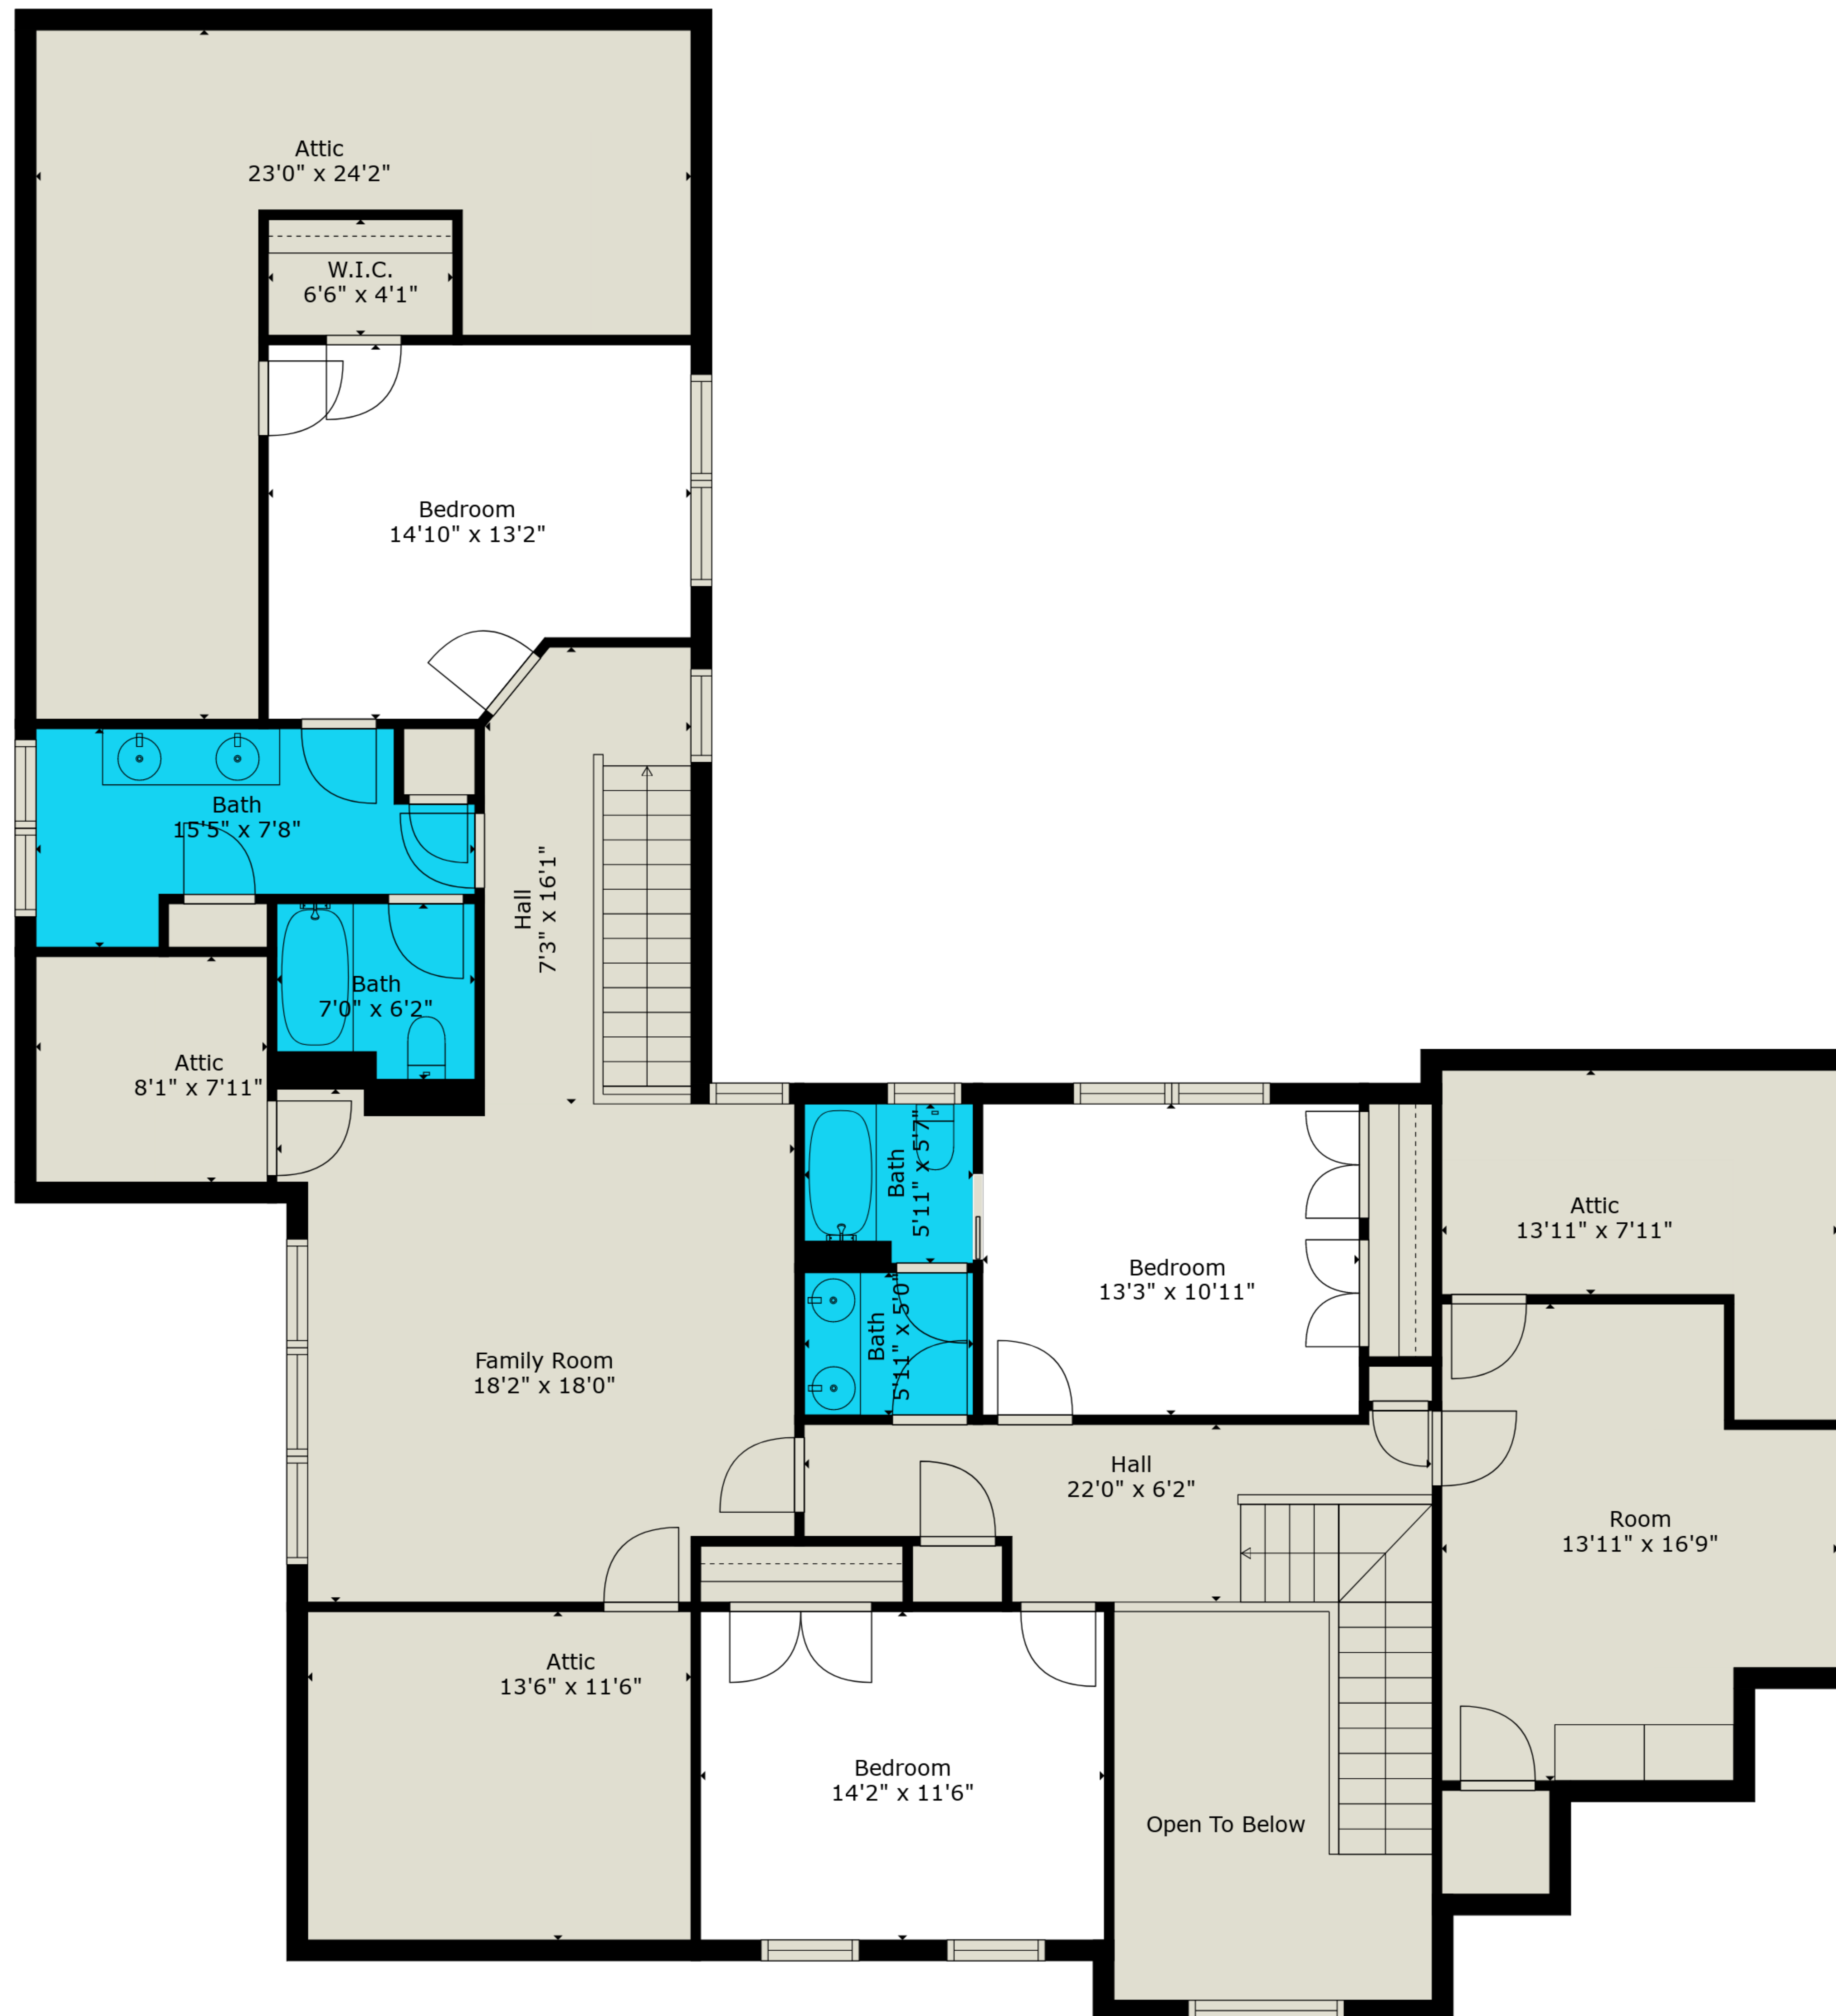 Attic
23'0" x 24'2"
W.I.C.
6'6" x 4'1"
Bedroom
14'10" x 13'2"
Bath
15'5" x 7'8"
Hall
7'3" x 16'1"
Bath
7'0" x 6'2"
Attic
8'1" x 7'11"
Bath
5'11" x 5'7"
Attic
13'11" x 7'11"
Bedroom
13'3" x 10'11"
Bath
5'11" x 5'0"
Family Room
18'2" x 18'0"
Hall
22'0" x 6'2"
Room
13'11" x 16'9"
Attic
13'6" x 11'6"
Bedroom
14'2" x 11'6"
Open To Below